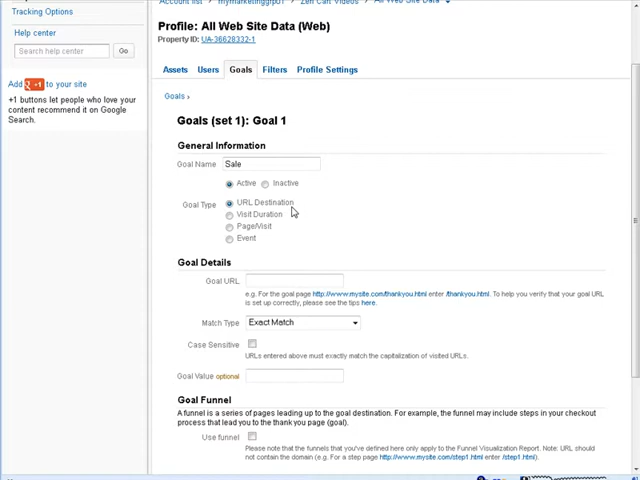 Tracking Options
Help center
Search help center
Go
Add +1 to your site
+1 buttons let people who love your
content recommend it on Google
Search.
Profile: All Web Site Data (Web)
Property ID: UA-36628332-1
Assets Users Goals Filters Profile Settings
Goals ›
Goals (set 1): Goal 1
General Information
Goal Name Sale
Active Inactive
Goal Type URL Destination
Visit Duration
Page/Visit
Event
Goal Details
Goal URL
e.g. For the goal page http://www.mysite.com/thankyou.html enter /thankyou.html. To help you verify that your goal URL
is set up correctly, please see the tips here.
Match Type Exact Match
Case Sensitive
URLs entered above must exactly match the capitalization of visited URLs.
Goal Value optional
Goal Funnel
A funnel is a series of pages leading up to the goal destination. For example, the funnel may include steps in your checkout
process that lead you to the thank you page (goal).
Use funnel
Please note that the funnels that you've defined here only apply to the Funnel Visualization Report. Note: URL should
not contain the domain (e.g. For a step page http://www.mysite.com/step1.html enter /step1.html).